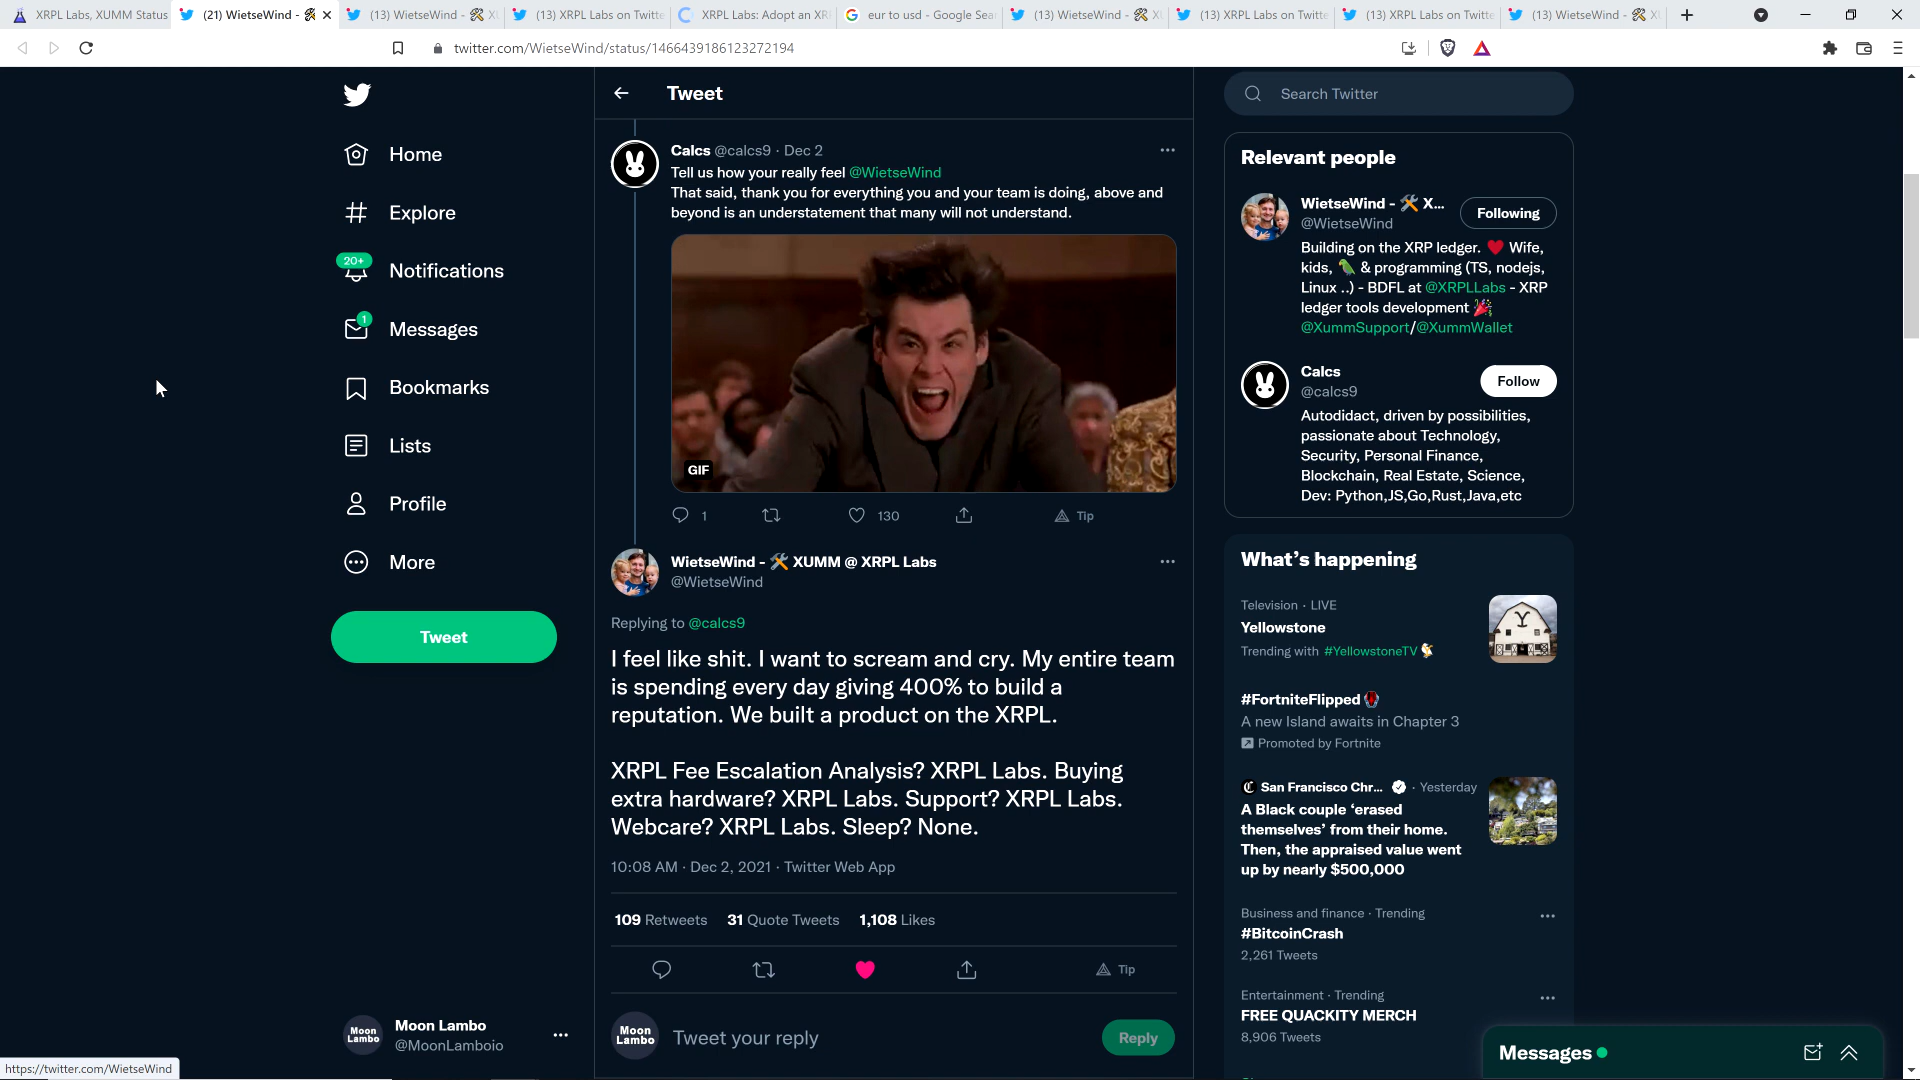 XRPL Labs, XUMM Status
(21) WietseWind -
(13) WietseWind -
(13) XRPL Labs on Twitte
XRPL Labs: Adopt an XR
eur to usd - Google Sea
(13) WietseWind -
(13) XRPL Labs on Twitte
(13) XRPL Labs on Twitte
(13) WietseWind -
twitter.com/WietseWind/status/1466439186123272194
Home
Explore
20+
Notifications
1
Messages
Bookmarks
Lists
Profile
More
Tweet
Moon
Lambo
Moon Lambo
@MoonLamboio
https://twitter.com/WietseWind
Tweet
Calcs @calcs9 · Dec 2
Tell us how your really feel @WietseWind
That said, thank you for everything you and your team is doing, above and
beyond is an understatement that many will not understand.
GIF
1
130
Tip
WietseWind - 🛠 XUMM @ XRPL Labs
@WietseWind
Replying to @calcs9
I feel like shit. I want to scream and cry. My entire team
is spending every day giving 400% to build a
reputation. We built a product on the XRPL.
XRPL Fee Escalation Analysis? XRPL Labs. Buying
extra hardware? XRPL Labs. Support? XRPL Labs.
Webcare? XRPL Labs. Sleep? None.
10:08 AM · Dec 2, 2021 · Twitter Web App
109 Retweets 31 Quote Tweets 1,108 Likes
Tip
Moon
Lambo
Tweet your reply
Reply
Search Twitter
Relevant people
WietseWind - 🛠 X...
@WietseWind
Following
Building on the XRP ledger. ❤️ Wife,
kids, 🦜 & programming (TS, nodejs,
Linux ..) - BDFL at @XRPLLabs - XRP
ledger tools development 🎉
@XummSupport/@XummWallet
Calcs
@calcs9
Follow
Autodidact, driven by possibilities,
passionate about Technology,
Security, Personal Finance,
Blockchain, Real Estate, Science,
Dev: Python,JS,Go,Rust,Java,etc
What's happening
Television · LIVE
Yellowstone
Trending with #YellowstoneTV
#FortniteFlipped
A new Island awaits in Chapter 3
Promoted by Fortnite
San Francisco Chr... · Yesterday
A Black couple ‘erased
themselves’ from their home.
Then, the appraised value went
up by nearly $500,000
Business and finance · Trending
#BitcoinCrash
2,261 Tweets
Entertainment · Trending
FREE QUACKITY MERCH
8,906 Tweets
Messages